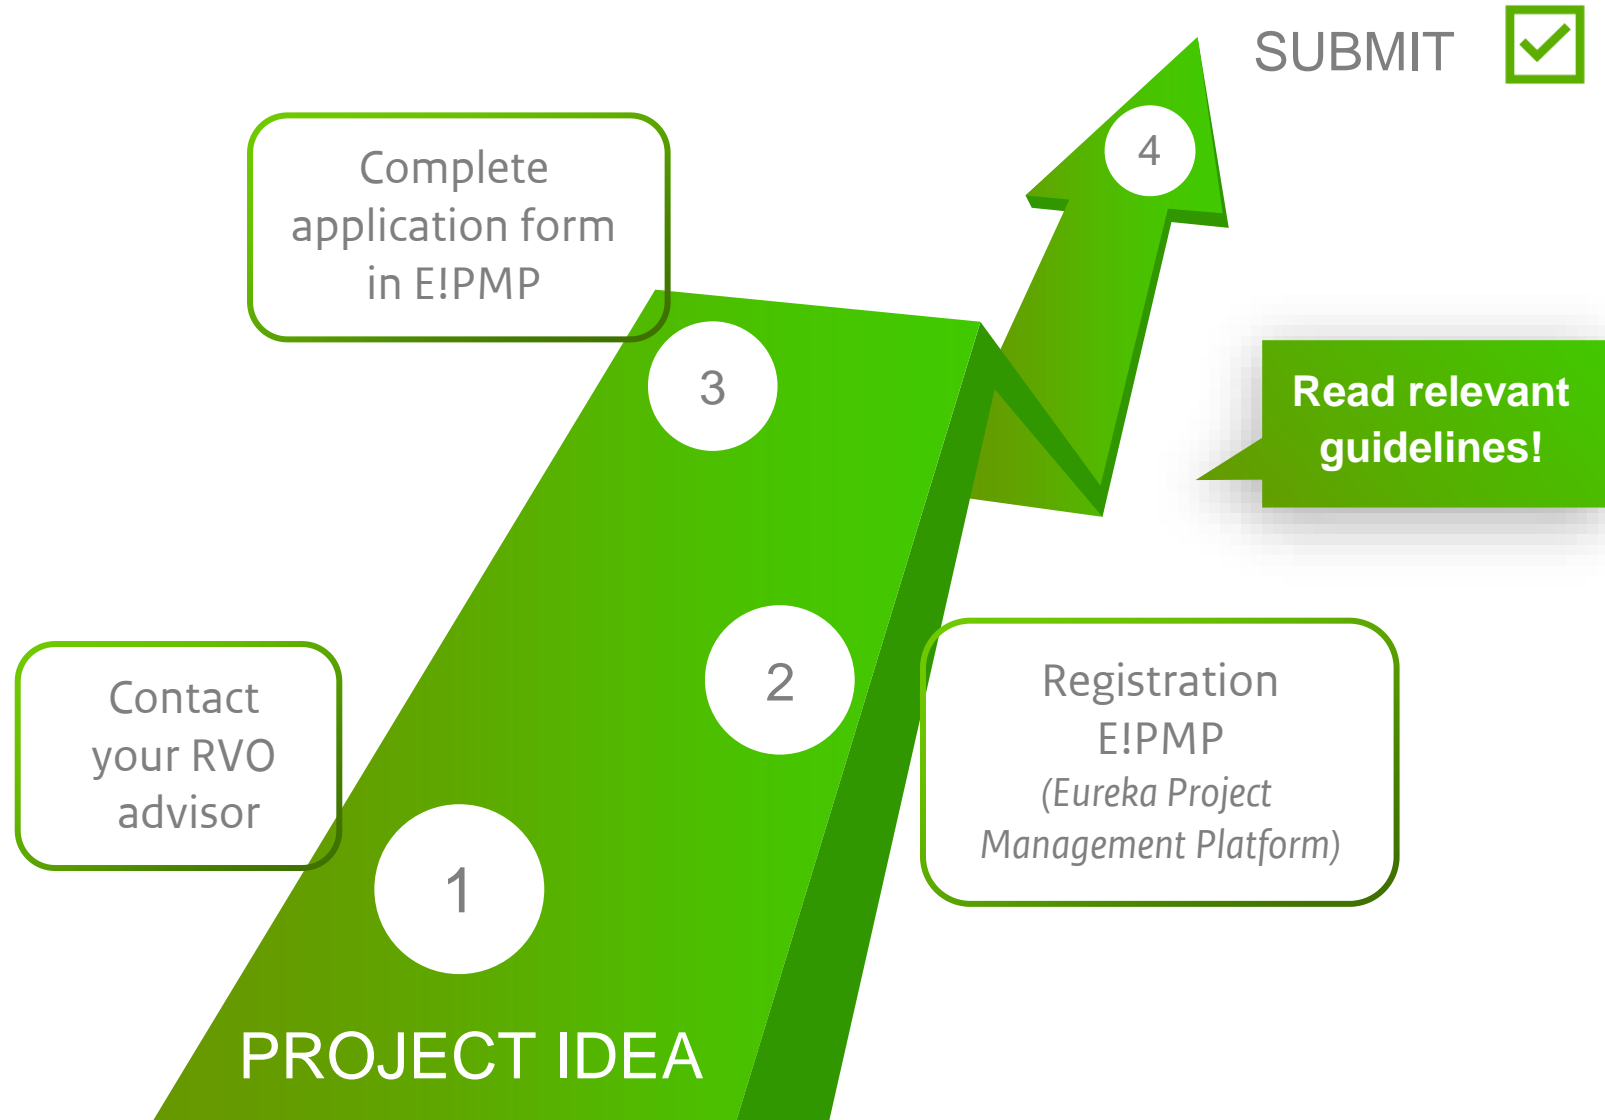 SUBMIT
4
Complete
application form
in E!PMP
3
Read relevant
guidelines!
2
Registration
E!PMP
(Eureka Project
Management Platform)
Contact
your RVO
advisor
1
PROJECT IDEA